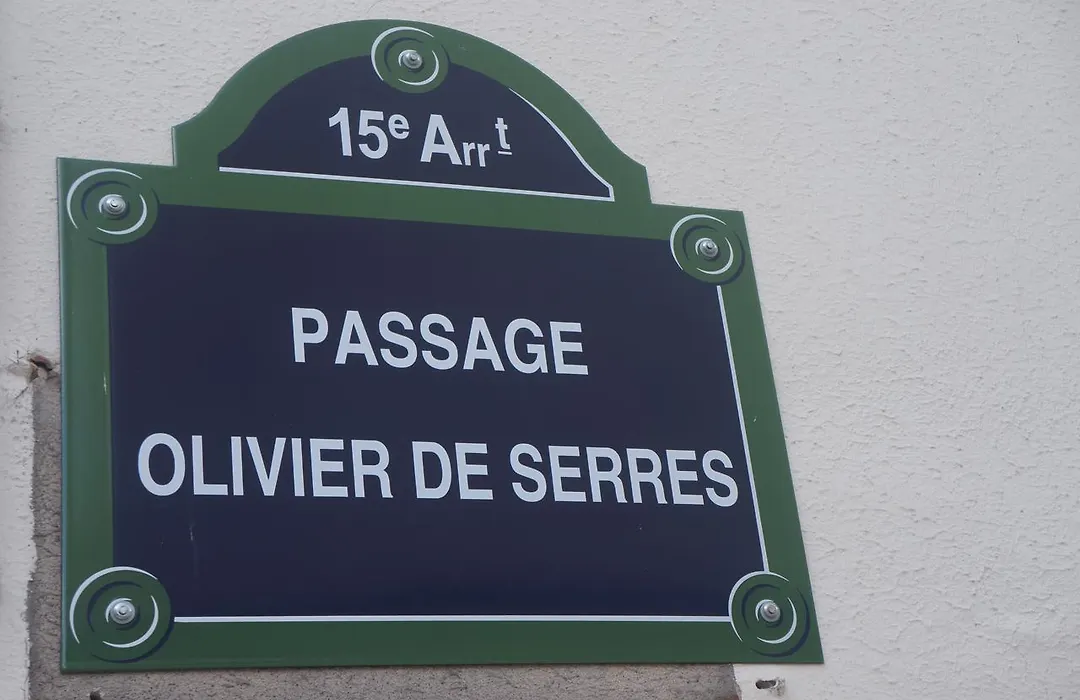 15e Arrt
PASSAGE
OLIVIER DE SERRES